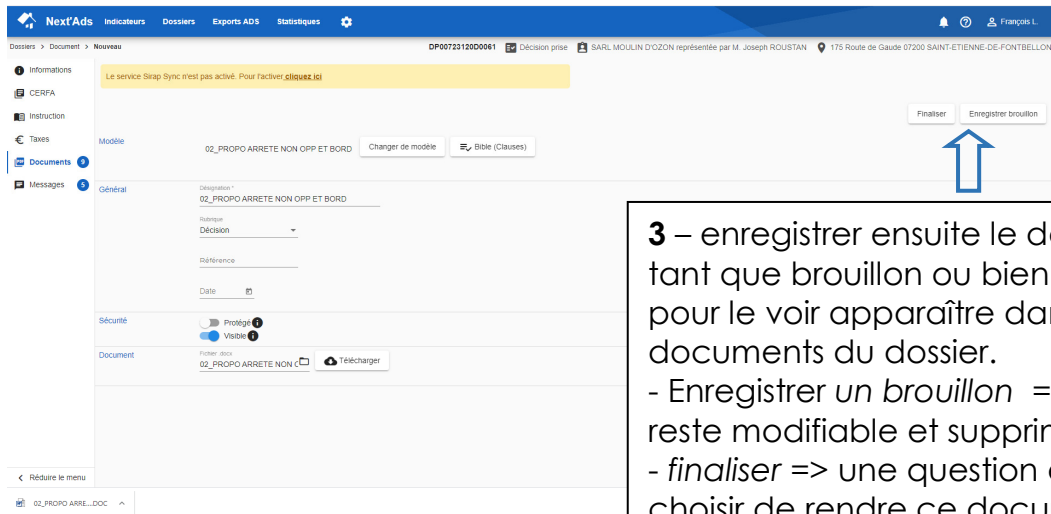 Next'Ads Indicateurs Dossiers Exports ADS Statistiques François L.
Dossiers > Document > Nouveau DP00723120D0061 Décision prise SARL MOULIN D'OZON représentée par M. Joseph ROUSTAN 175 Route de Gaude 07200 SAINT-ETIENNE-DE-FONTBELLON
Informations
Le service Sirap Sync n'est pas activé. Pour l'activer cliquez ici
CERFA
Instruction
Finaliser Enregistrer brouillon
Taxes
Modèle 02_PROPO ARRETE NON OPP ET BORD Changer de modèle Bible (Clauses)
Documents 9
Messages 5
Général
Désignation *
02_PROPO ARRETE NON OPP ET BORD
Rubrique
Décision
Référence
Date
Sécurité
Protégé
Visible
Document
Fichier .docx
02_PROPO ARRETE NON C Télécharger
Réduire le menu
02_PROPO ARRE....DOC
3 – enregistrer ensuite le d
tant que brouillon ou bien
pour le voir apparaître da
documents du dossier.
- Enregistrer un brouillon =
reste modifiable et supprin
- finaliser => une question
choisir de rendre ce docu